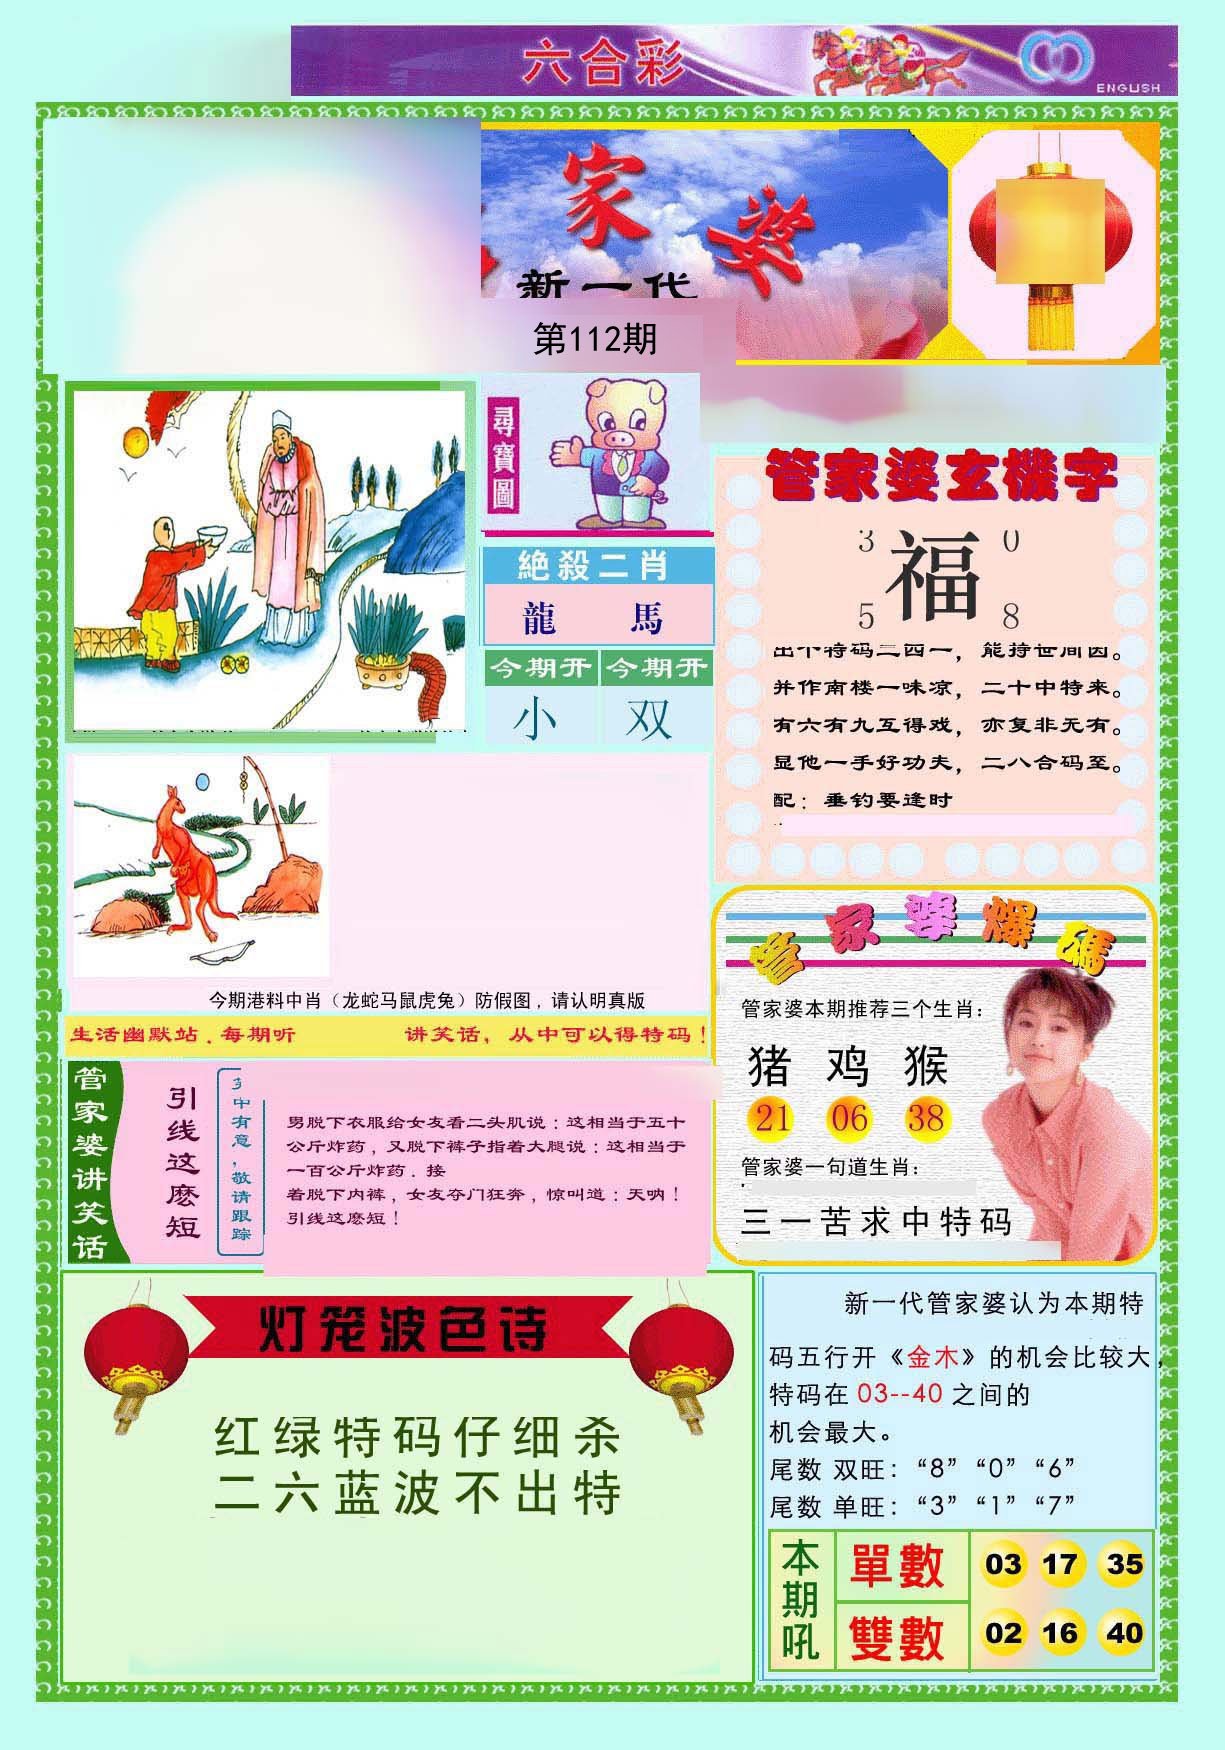 六合彩
ENGLISH
家婆
新一代
第112期
尋寶圖
絶殺二肖
龍 馬
今期开 今期开
小 双
管家婆玄機字
3 0
福
5 8
出个特码二四一，能持世间因。
并作南楼一味凉，二十中特来。
有六有九互得戏，亦复非无有。
显他一手好功夫，二八合码至。
配：垂钓要逢时
今期港料中肖（龙蛇马鼠虎兔）防假图，请认明真版
生活幽默站．每期听 讲笑话，从中可以得特码！
管家婆讲笑话
引线这麽短
中有意，敬请跟踪
男脱下衣服给女友看二头肌说：这相当于五十
公斤炸药，又脱下裤子指着大腿说：这相当于
一百公斤炸药．接
着脱下内裤，女友夺门狂奔，惊叫道：天呐！
引线这麽短！
管家婆爆碼
管家婆本期推荐三个生肖：
猪 鸡 猴
21 06 38
管家婆一句道生肖：
三一苦求中特码
灯笼波色诗
红绿特码仔细杀
二六蓝波不出特
新一代管家婆认为本期特
码五行开《金木》的机会比较大，
特码在 03--40 之间的
机会最大。
尾数 双旺：“8”“0”“6”
尾数 单旺：“3”“1”“7”
本期吼
單數 03 17 35
雙數 02 16 40